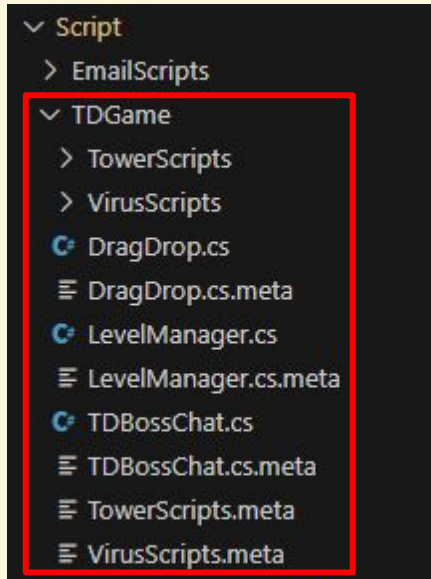 Script
EmailScripts
TDGame
TowerScripts
VirusScripts
C# DragDrop.cs
DragDrop.cs.meta
C# LevelManager.cs
LevelManager.cs.meta
C# TDBossChat.cs
TDBossChat.cs.meta
TowerScripts.meta
VirusScripts.meta